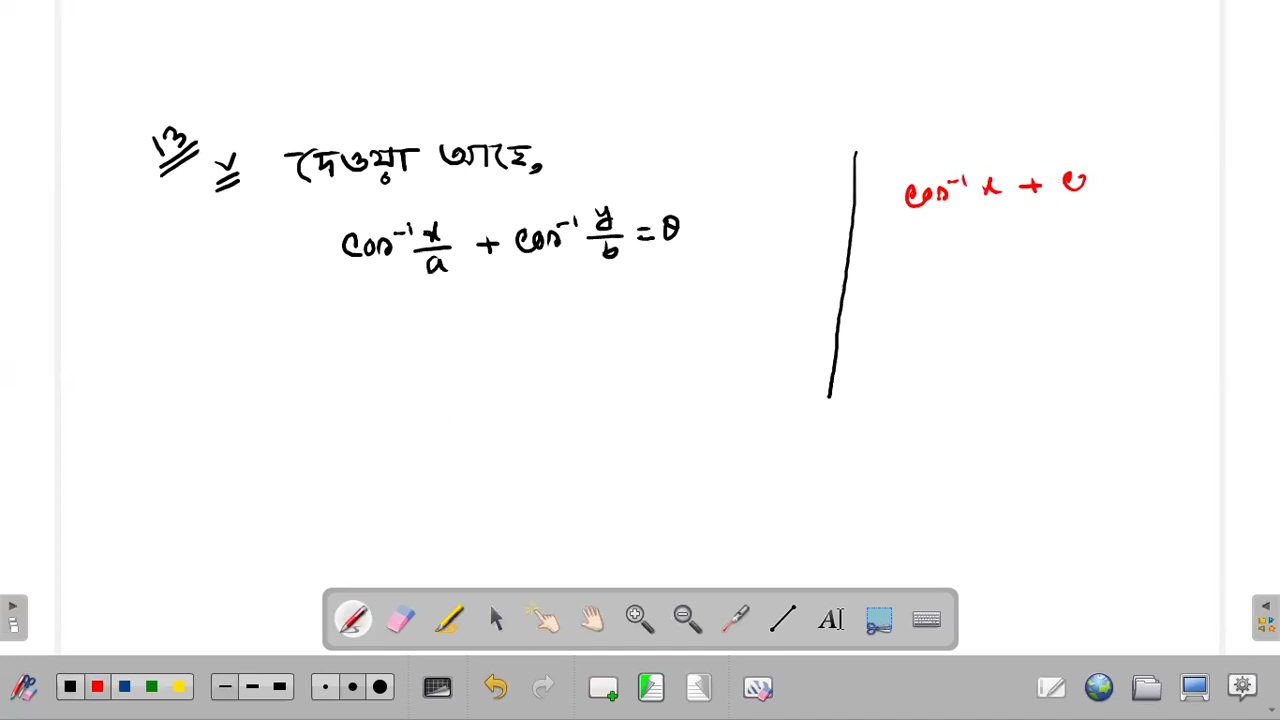 13
দেওয়া আছে,
cos⁻¹ x/a + cos⁻¹ y/b = θ
cos⁻¹ x + c